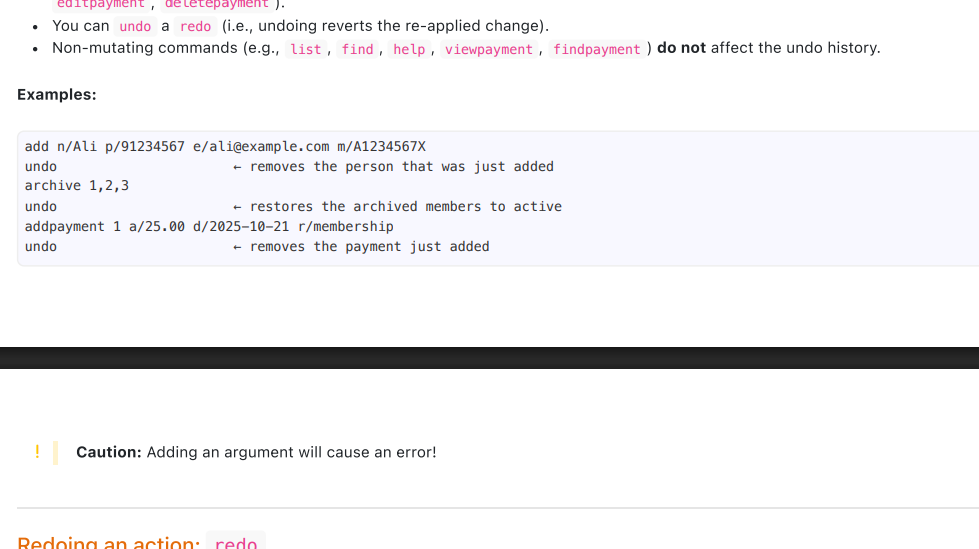 editpayment , deletepayment ).
• You can undo a redo (i.e., undoing reverts the re-applied change).
• Non-mutating commands (e.g., list , find , help , viewpayment , findpayment ) do not affect the undo history.
Examples:
add n/Ali p/91234567 e/ali@example.com m/A1234567X
undo ← removes the person that was just added
archive 1,2,3
undo ← restores the archived members to active
addpayment 1 a/25.00 d/2025-10-21 r/membership
undo ← removes the payment just added
! Caution: Adding an argument will cause an error!
Redoing an action: redo